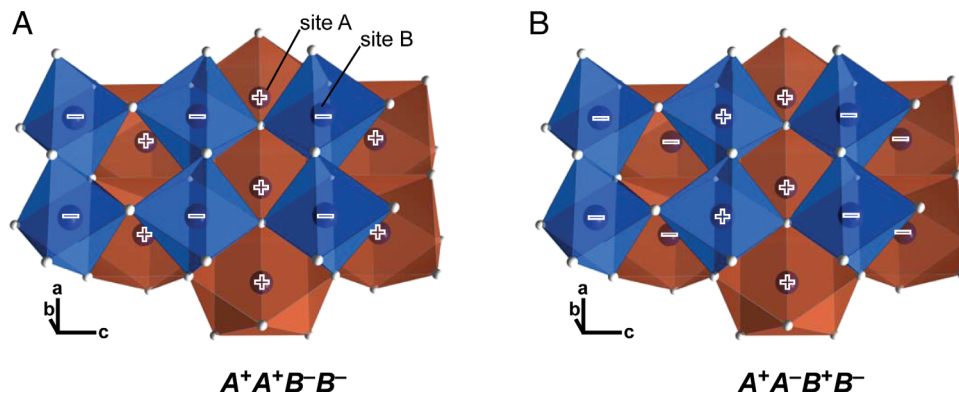 A
site A
site B
B
+
+
− − −
− − −
+ +
+ −
+
+
− − −
+ −
+ +
− −
+
+
a
b
c
a
b
c
A⁺A⁺B⁻B⁻
A⁺A⁻B⁺B⁻